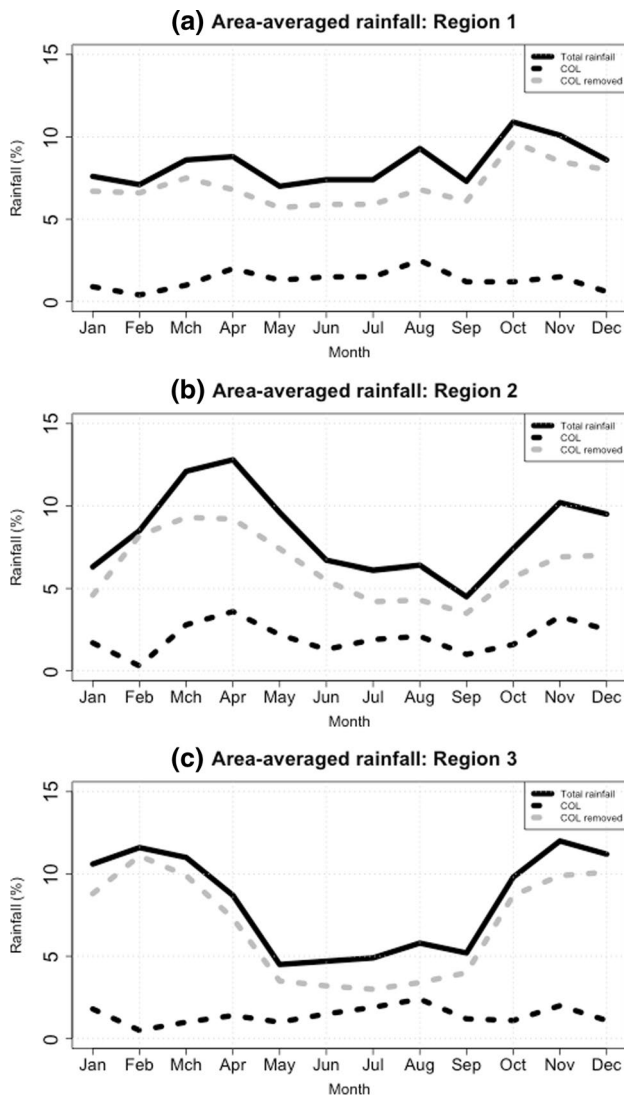 (a) Area-averaged rainfall: Region 1
Total rainfall
COL
COL removed
15
10
5
0
Rainfall (%)
Jan Feb Mch Apr May Jun Jul Aug Sep Oct Nov Dec
Month
(b) Area-averaged rainfall: Region 2
Total rainfall
COL
COL removed
15
10
5
0
Rainfall (%)
Jan Feb Mch Apr May Jun Jul Aug Sep Oct Nov Dec
Month
(c) Area-averaged rainfall: Region 3
Total rainfall
COL
COL removed
15
10
5
0
Rainfall (%)
Jan Feb Mch Apr May Jun Jul Aug Sep Oct Nov Dec
Month